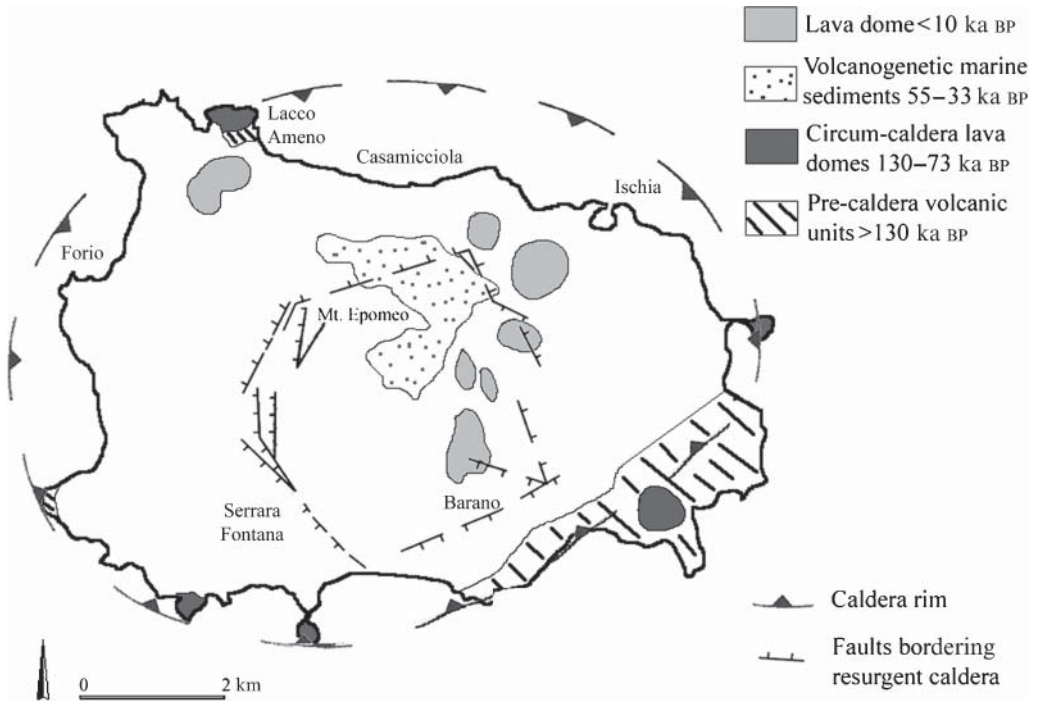 Lava dome<10 ka BP
Volcanogenetic marine
sediments 55–33 ka BP
Circum-caldera lava
domes 130–73 ka BP
Pre-caldera volcanic
units>130 ka BP
Lacco
Ameno
Casamicciola
Ischia
Forio
Mt. Epomeo
Serrara
Fontana
Barano
Caldera rim
Faults bordering
resurgent caldera
0 2 km